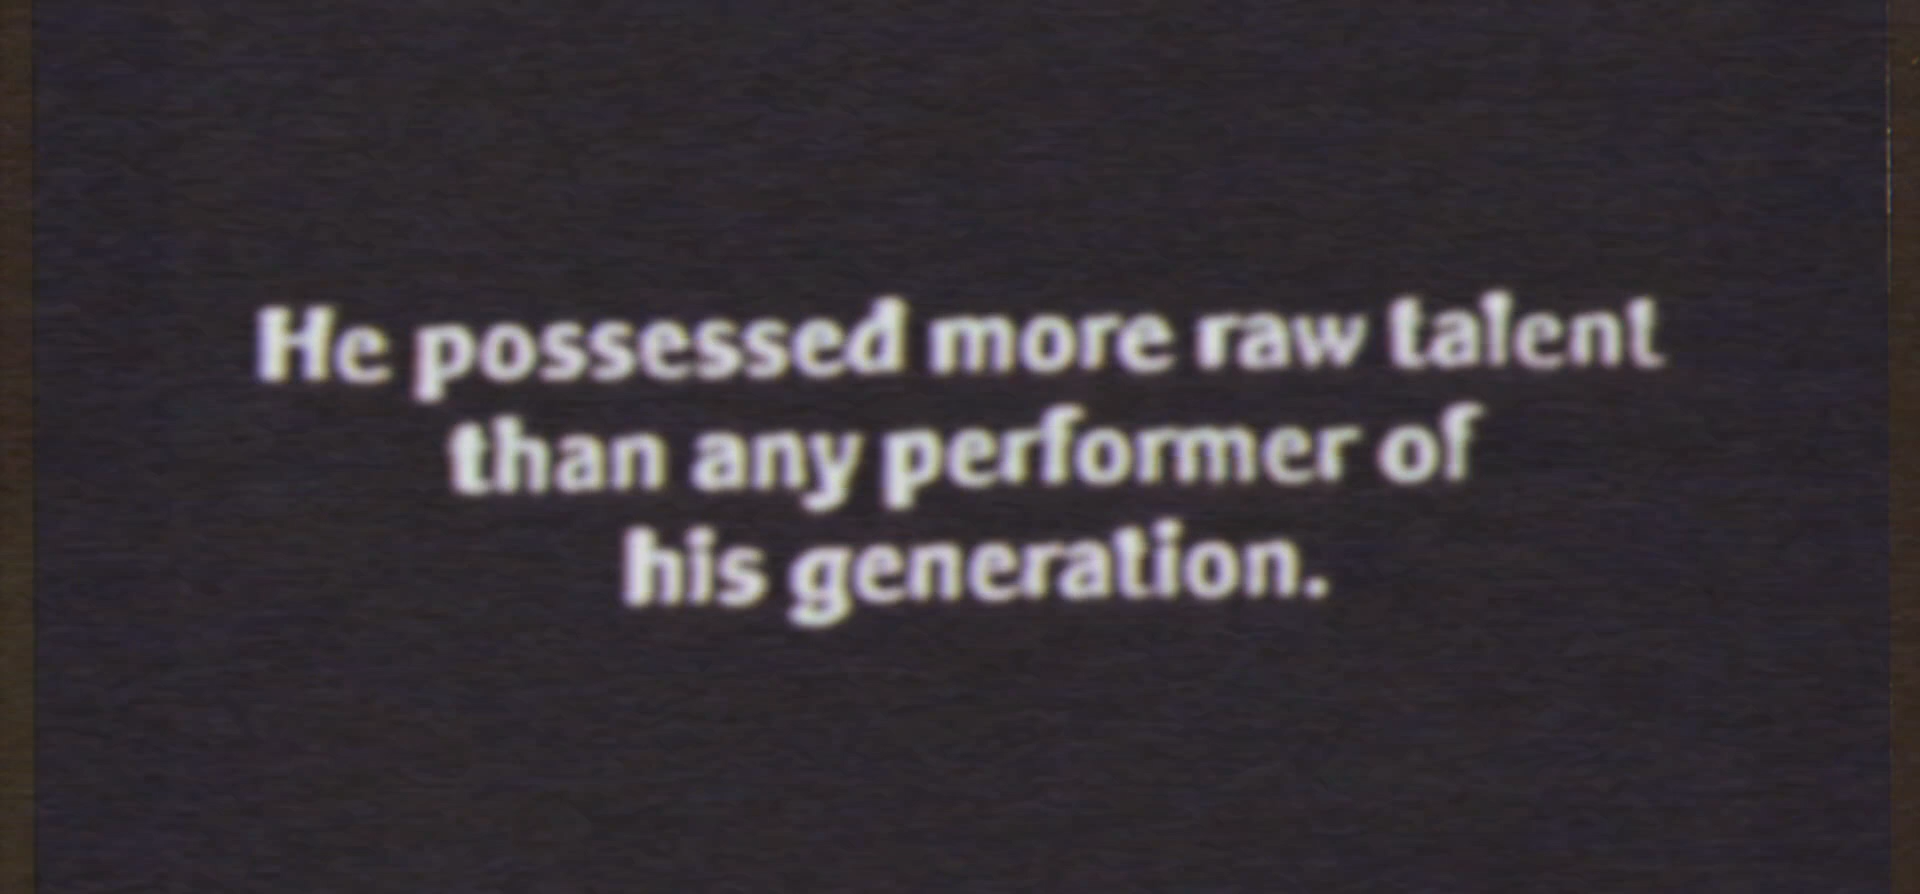 He possessed more raw talent
than any performer of
his generation.